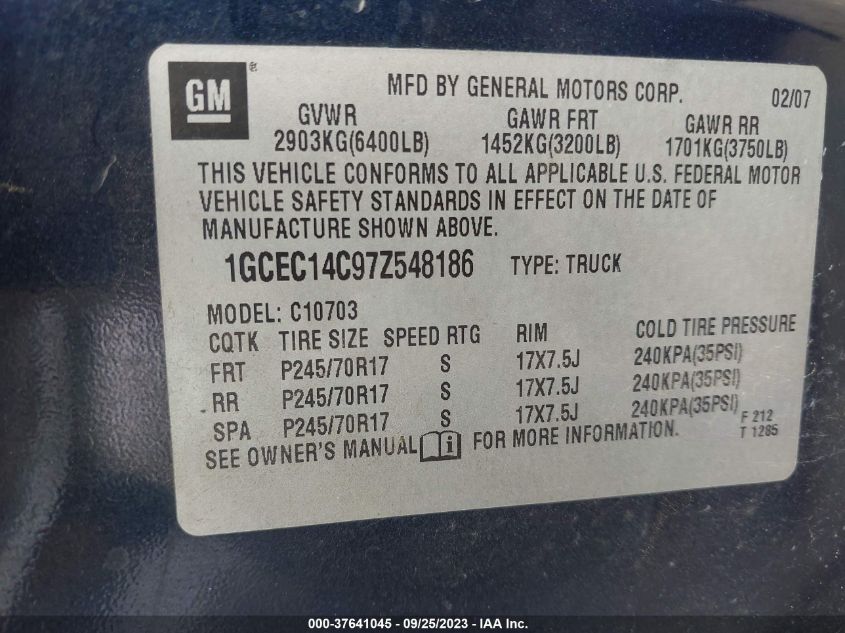 GM®
MFD BY GENERAL MOTORS CORP. 02/07
GVWR GAWR FRT GAWR RR
2903KG(6400LB) 1452KG(3200LB) 1701KG(3750LB)
THIS VEHICLE CONFORMS TO ALL APPLICABLE U.S. FEDERAL MOTOR
VEHICLE SAFETY STANDARDS IN EFFECT ON THE DATE OF
MANUFACTURE SHOWN ABOVE.
1GCEC14C97Z548186 TYPE: TRUCK
MODEL: C10703
CQTK TIRE SIZE SPEED RTG RIM COLD TIRE PRESSURE
FRT P245/70R17 S 17X7.5J 240KPA(35PSI)
RR P245/70R17 S 17X7.5J 240KPA(35PSI)
SPA P245/70R17 S 17X7.5J 240KPA(35PSI) F 212
SEE OWNER'S MANUAL i FOR MORE INFORMATION. T 1285
000-37641045 - 09/25/2023 - IAA Inc.